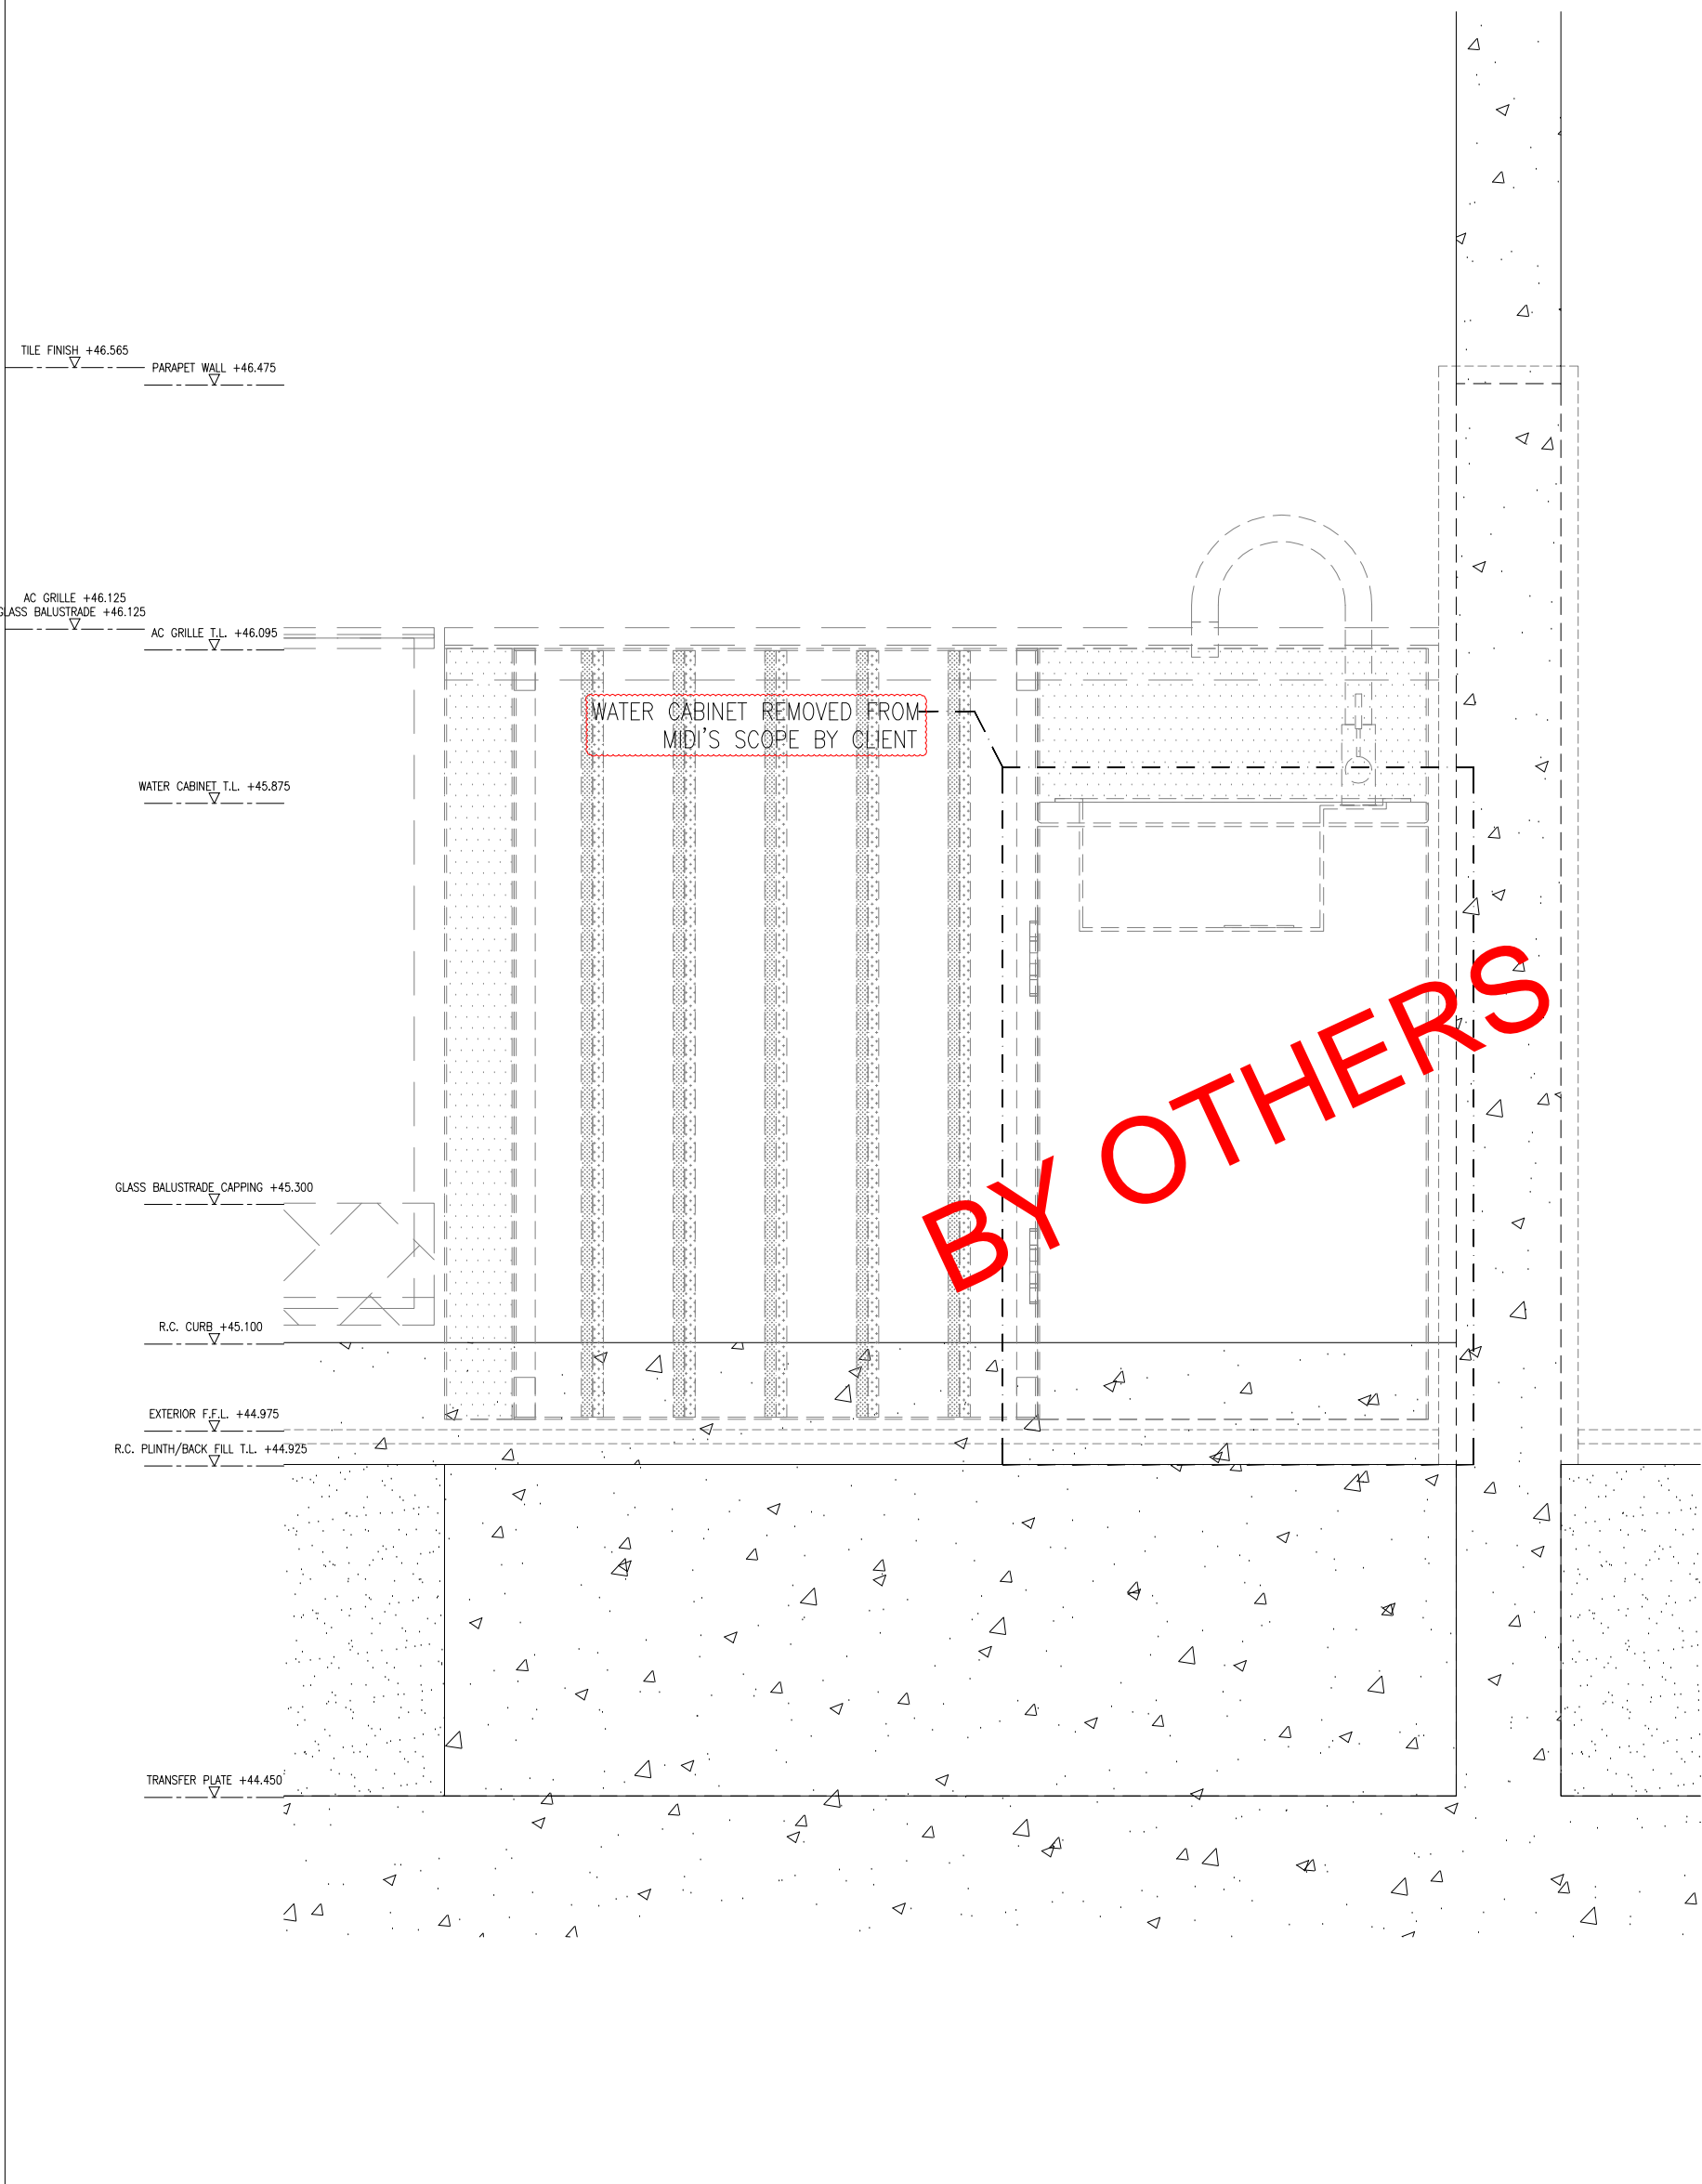 TILE FINISH +46.565
PARAPET WALL +46.475
AC GRILLE +46.125
GLASS BALUSTRADE +46.125
AC GRILLE T.L. +46.095
WATER CABINET REMOVED FROM
MIDI'S SCOPE BY CLIENT
WATER CABINET T.L. +45.875
BY OTHERS
GLASS BALUSTRADE CAPPING +45.300
R.C. CURB +45.100
EXTERIOR F.F.L. +44.975
R.C. PLINTH/BACK FILL T.L. +44.925
TRANSFER PLATE +44.450